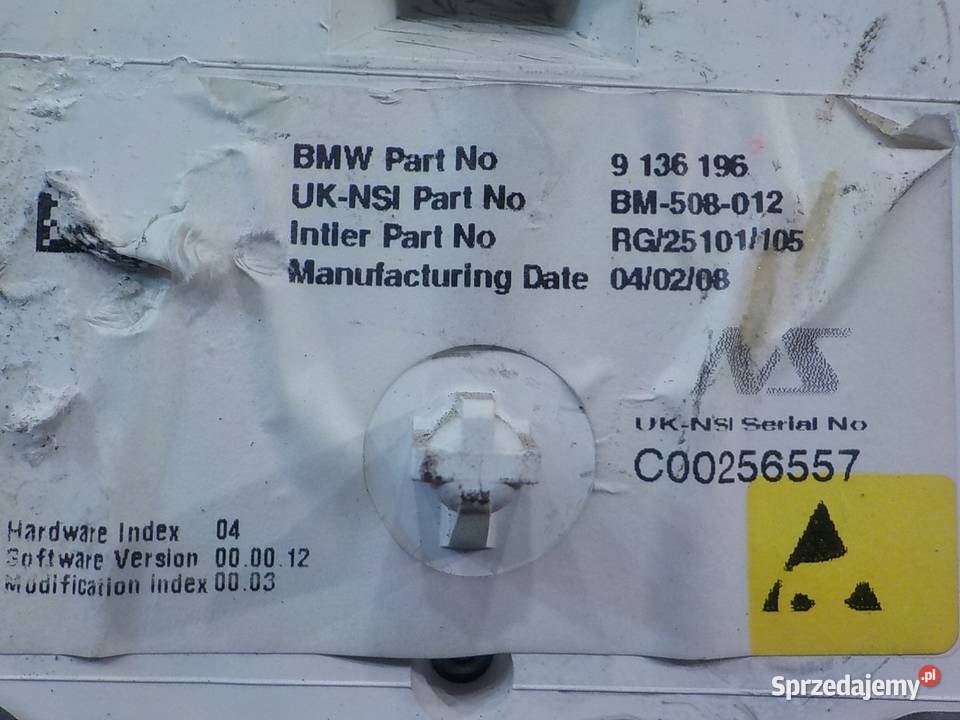 BMW Part No 9 136 196
UK-NSI Part No BM-508-012
Intier Part No RG/25101/105
Manufacturing Date 04/02/08
NS
UK-NSI Serial No
C00256557
Hardware Index 04
Software Version 00.00.12
Modification Index 00.03
Sprzedajemy.pl